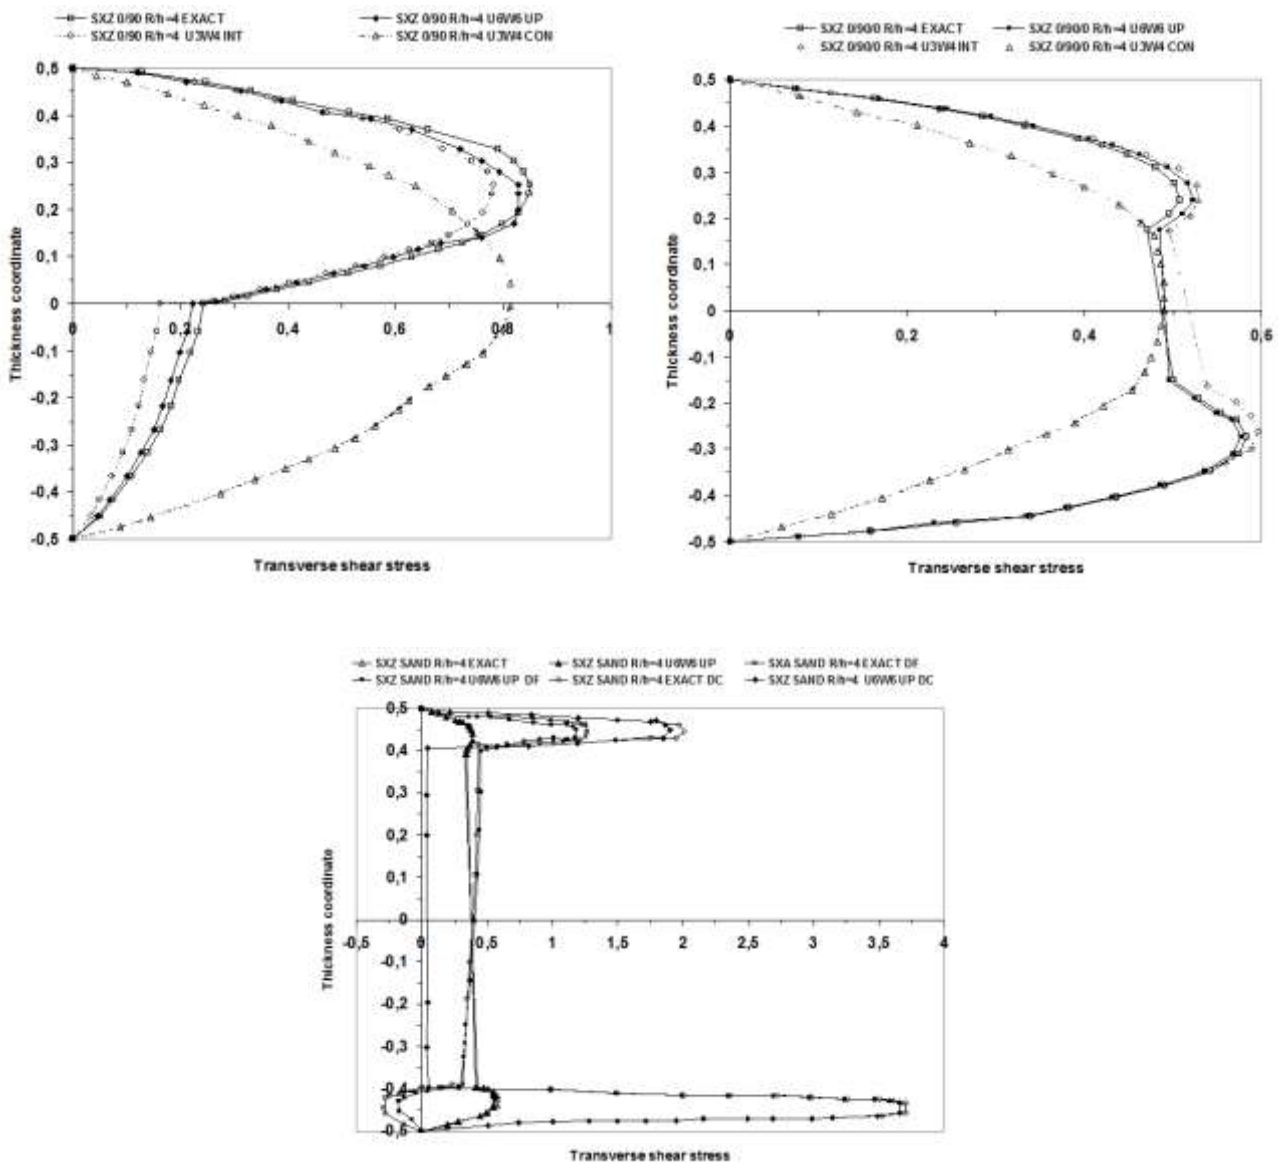 SXZ 0/90 R/h=4 EXACT
SXZ 0/90 R/h=4 U6W6 UP
SXZ 0/90 R/h=4 U3W4 INT
SXZ 0/90 R/h=4 U3W4 CON
0,5
0,4
0,3
0,2
0,1
0
-0,1
-0,2
-0,3
-0,4
-0,5
0
0,2
0,4
0,6
0,8
1
Thickness coordinate
Transverse shear stress
SXZ 0/90/0 R/h=4 EXACT
SXZ 0/90/0 R/h=4 U6W6 UP
SXZ 0/90/0 R/h=4 U3W4 INT
SXZ 0/90/0 R/h=4 U3W4 CON
0,5
0,4
0,3
0,2
0,1
0
-0,1
-0,2
-0,3
-0,4
-0,5
0
0,2
0,4
0,6
Thickness coordinate
Transverse shear stress
SXZ SAND R/h=4 EXACT
SXZ SAND R/h=4 U6W6 UP
SXA SAND R/h=4 EXACT DF
SXZ SAND R/h=4 U6W6 UP DF
SXZ SAND R/h=4 EXACT DC
SXZ SAND R/h=4 U6W6 UP DC
0,5
0,4
0,3
0,2
0,1
0
-0,1
-0,2
-0,3
-0,4
-0,5
-0,5
0
0,5
1
1,5
2
2,5
3
3,5
4
Thickness coordinate
Transverse shear stress